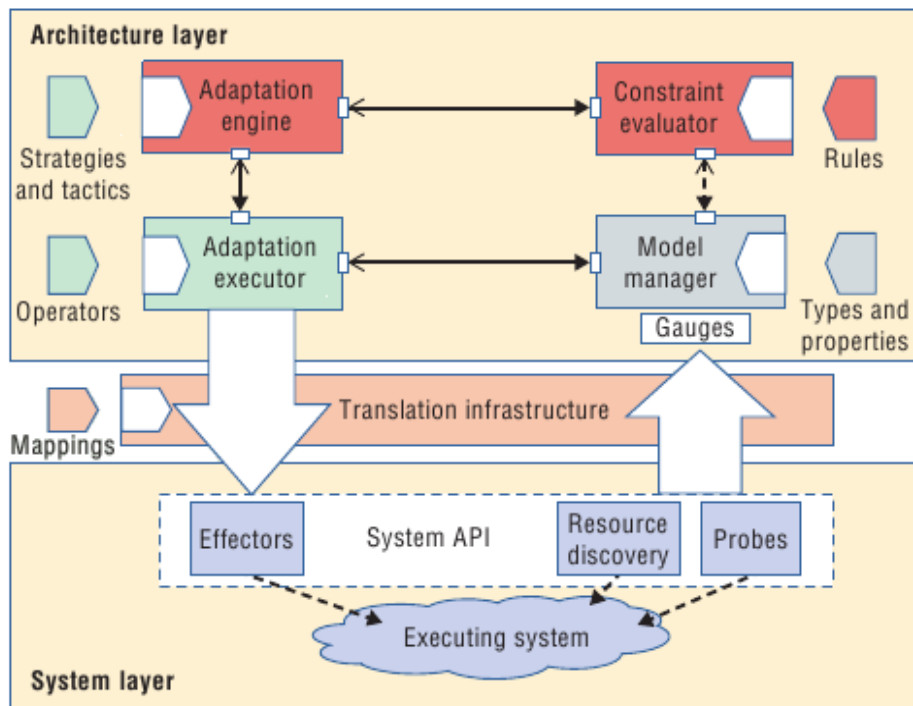 Architecture layer
Adaptation
engine
Constraint
evaluator
Strategies
and tactics
Rules
Adaptation
executor
Model
manager
Operators
Gauges
Types and
properties
Translation infrastructure
Mappings
Effectors
System API
Resource
discovery
Probes
Executing system
System layer